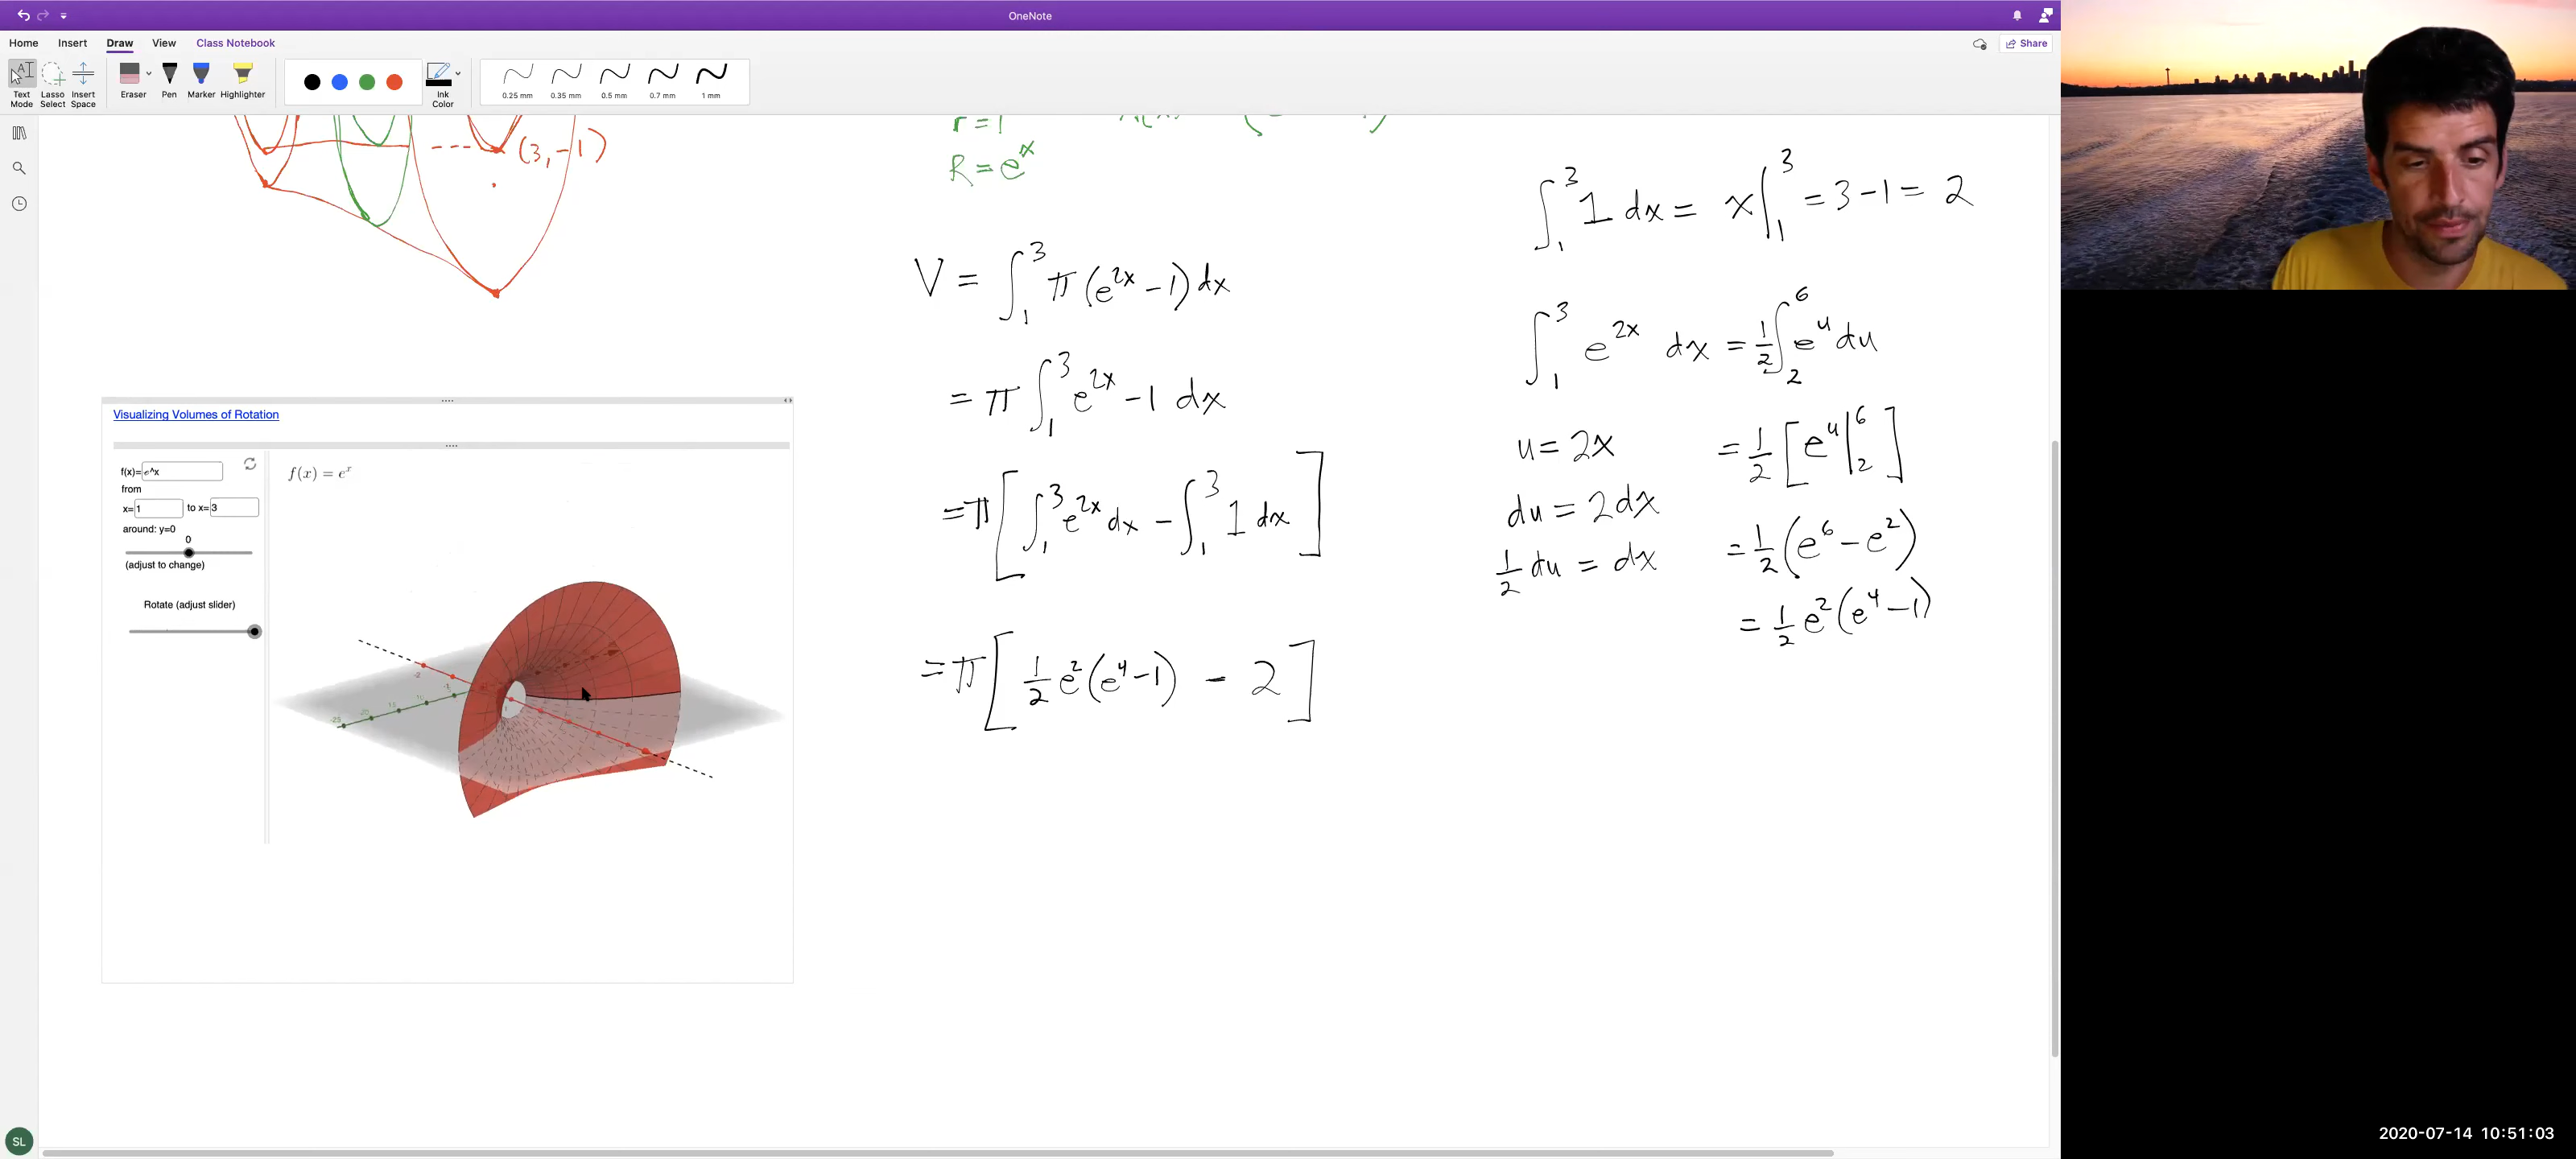 OneNote
Home Insert Draw View Class Notebook
Share
Text Mode
Lasso Select
Insert Space
Eraser
Pen
Marker
Highlighter
Ink Color
0.25 mm 0.35 mm 0.5 mm 0.7 mm 1 mm
(3,-1)
r = 1
R = e^x
V = ∫_1^3 π(e^{2x} - 1) dx
= π ∫_1^3 e^{2x} - 1 dx
= π [ ∫_1^3 e^{2x} dx - ∫_1^3 1 dx ]
= π [ 1/2 e^2 (e^4 - 1) - 2 ]
∫_1^3 1 dx = x|_1^3 = 3 - 1 = 2
∫_1^3 e^{2x} dx = 1/2 ∫_2^6 e^u du
u = 2x
du = 2dx
1/2 du = dx
= 1/2 [ e^u |_2^6 ]
= 1/2 (e^6 - e^2)
= 1/2 e^2 (e^4 - 1)
Visualizing Volumes of Rotation
f(x)= e^x
from
x= 1 to x= 3
around: y=0
0
(adjust to change)
Rotate (adjust slider)
f(x) = e^x
SL
2020-07-14 10:51:03